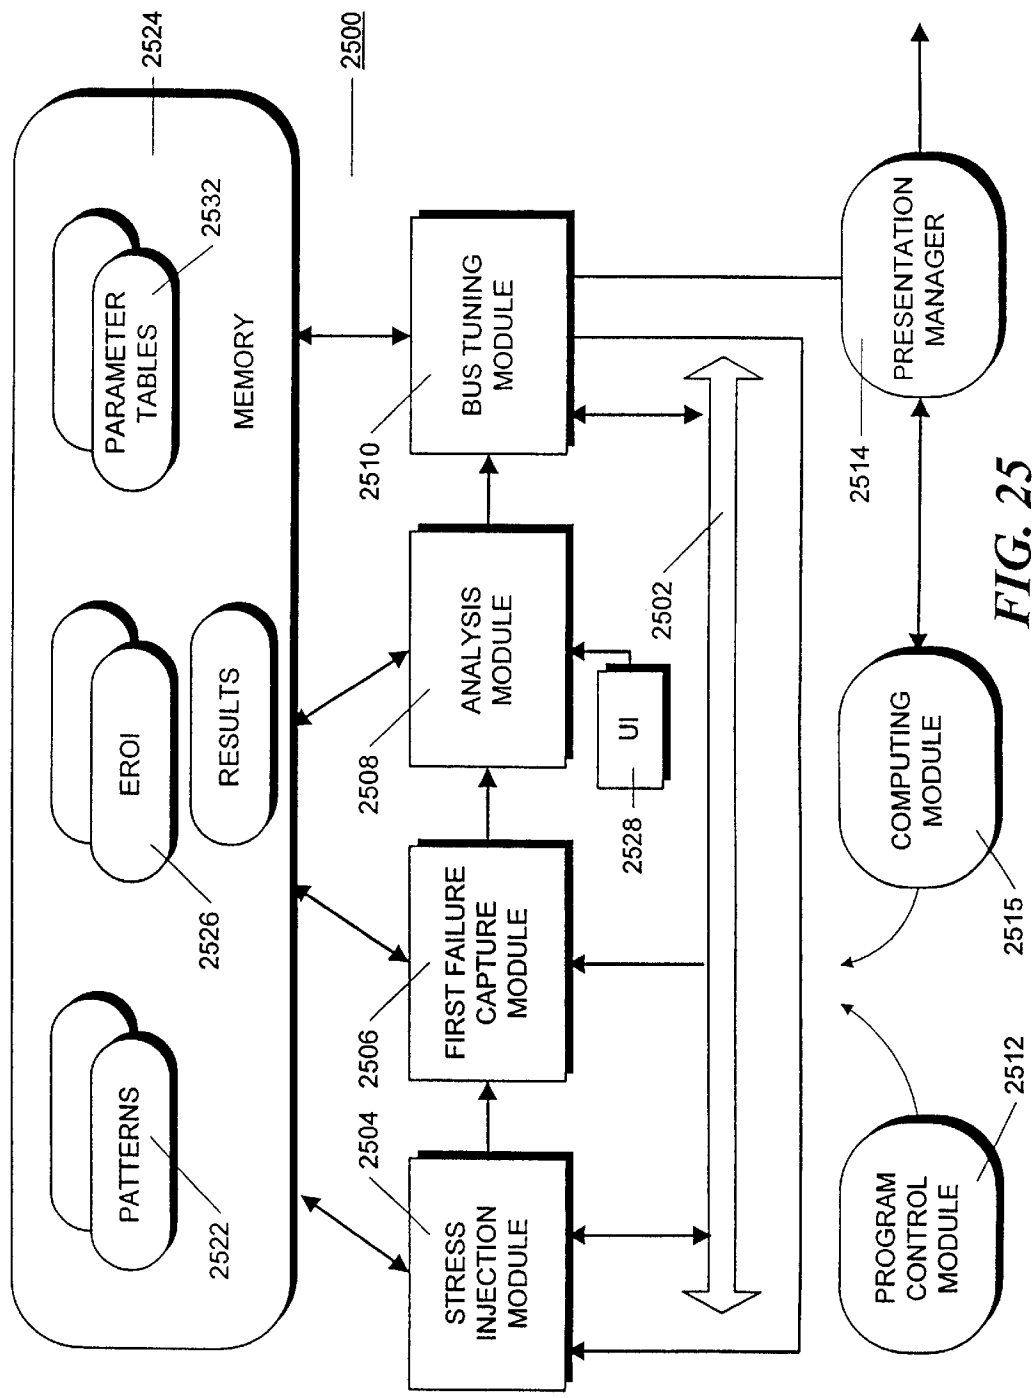 2524
2500
PARAMETER
TABLES
2532
MEMORY
EROI
2526
RESULTS
PATTERNS
2522
STRESS
INJECTION
MODULE
2504
FIRST FAILURE
CAPTURE
MODULE
2506
ANALYSIS
MODULE
2508
BUS TUNING
MODULE
2510
UI
2528
2502
PROGRAM
CONTROL
MODULE
2512
COMPUTING
MODULE
2515
PRESENTATION
MANAGER
2514
FIG. 25